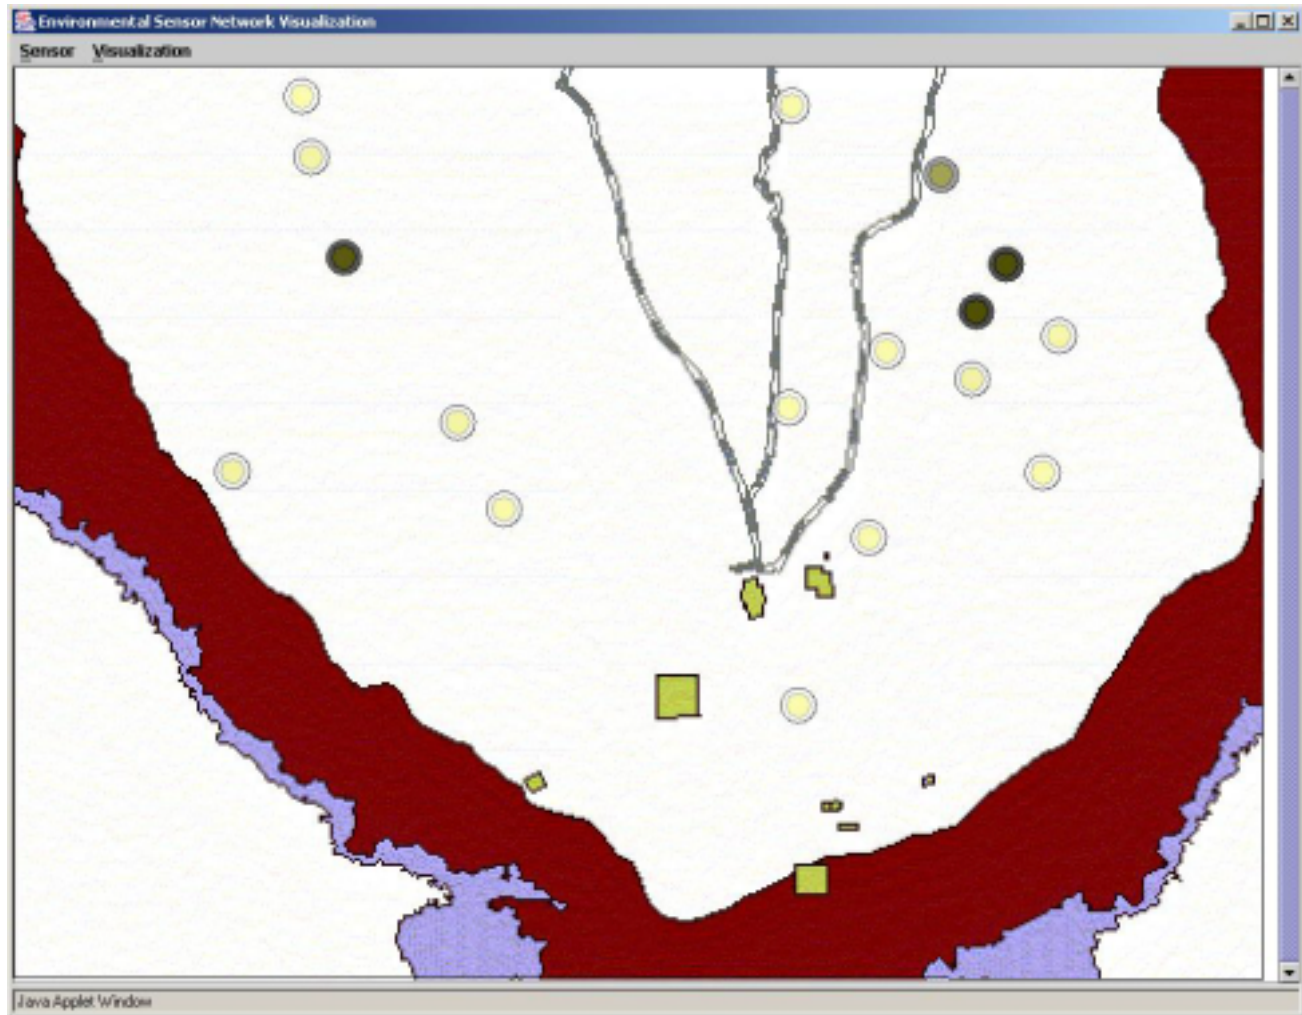 Environmental Sensor Network Visualization
Sensor Visualization
Java Applet Window